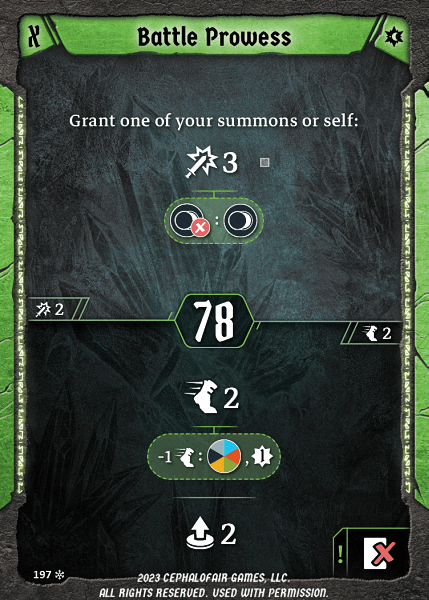 Battle Prowess
Grant one of your summons or self:
3
:
2
78
2
2
-1 : , 1
2
!
197
2023 CEPHALOFAIR GAMES, LLC.
ALL RIGHTS RESERVED. USED WITH PERMISSION.